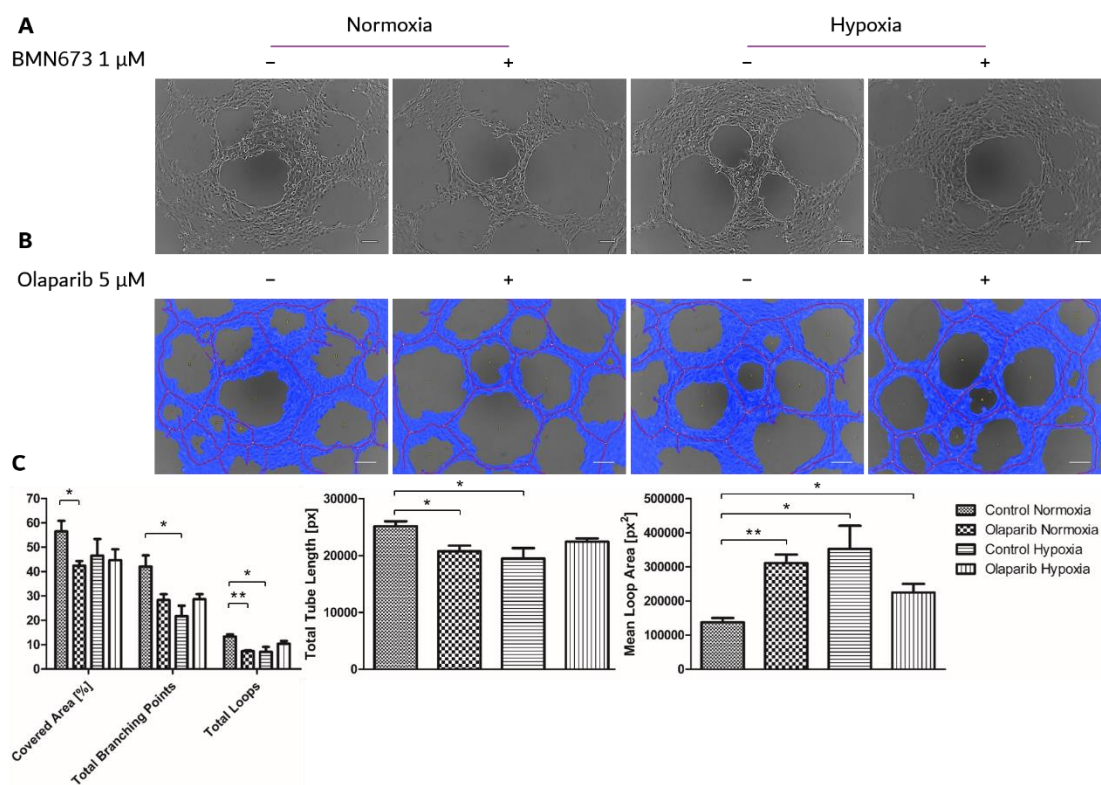 A
Normoxia
Hypoxia
BMN673 1 μM
–
+
–
+
B
Olaparib 5 μM
–
+
–
+
C
70
60
50
40
30
20
10
0
*
*
**
*
Covered Area [%]
Total Branching Points
Total Loops
Total Tube Length [px]
30000
20000
10000
0
*
*
Mean Loop Area [px²]
500000
400000
300000
200000
100000
0
*
*
**
Control Normoxia
Olaparib Normoxia
Control Hypoxia
Olaparib Hypoxia